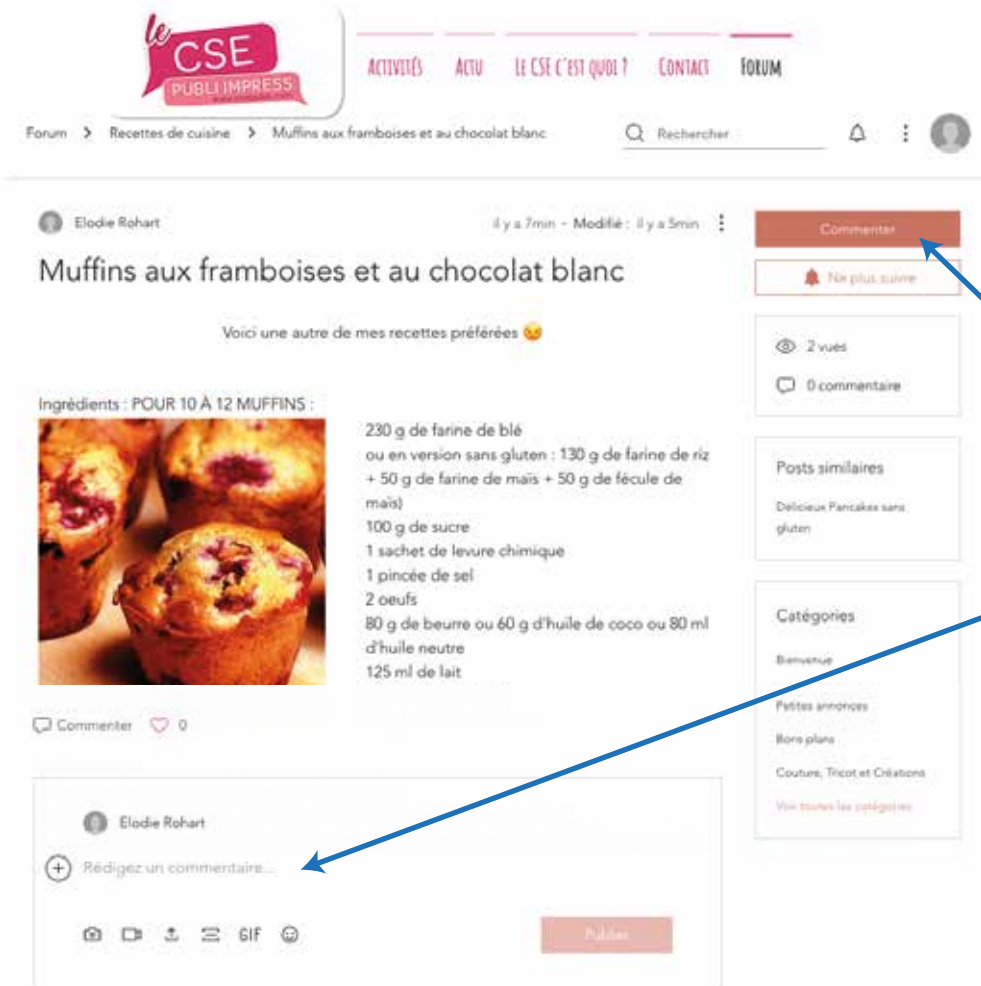 le
CSE
PUBLI IMPRESS
ACTIVITÉS ACTU LE CSE C'EST QUOI ? CONTACT FORUM
Forum > Recettes de cuisine > Muffins aux framboises et au chocolat blanc
Rechercher
Elodie Rohart
il y a 7min - Modifié : il y a 5min
Commenter
Muffins aux framboises et au chocolat blanc
Ne plus suivre
Voici une autre de mes recettes préférées
2 vues
0 commentaire
Ingrédients : POUR 10 À 12 MUFFINS :
230 g de farine de blé
ou en version sans gluten : 130 g de farine de riz
+ 50 g de farine de maïs + 50 g de fécule de
maïs)
100 g de sucre
1 sachet de levure chimique
1 pincée de sel
2 oeufs
80 g de beurre ou 60 g d'huile de coco ou 80 ml
d'huile neutre
125 ml de lait
Posts similaires
Délicieux Pancakes sans
gluten
Catégories
Bienvenue
Petites annonces
Bons plans
Couture, Tricot et Créations
Voir toutes les catégories
Commenter 0
Elodie Rohart
Rédigez un commentaire...
GIF
Publier